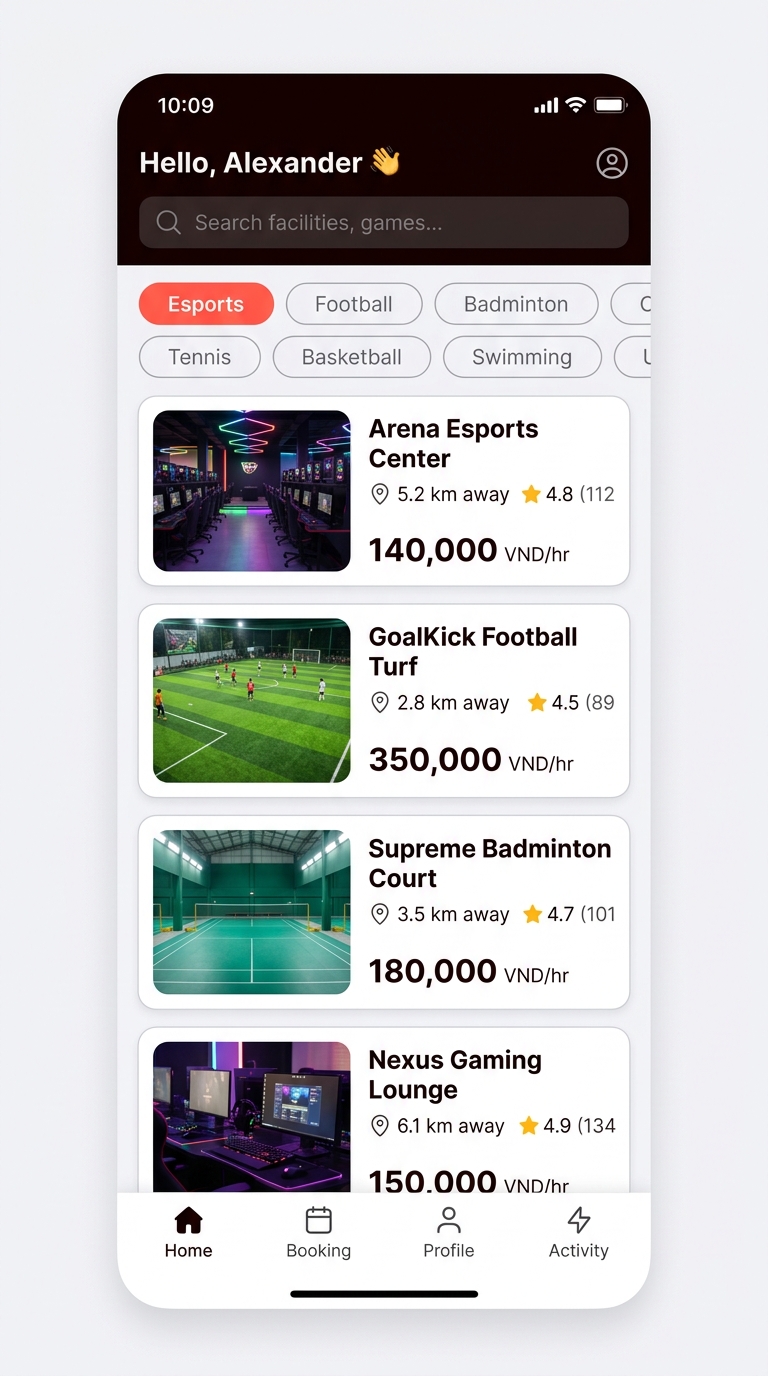 10:09
Hello, Alexander 👋
Search facilities, games...
Esports Football Badminton C
Tennis Basketball Swimming U
Arena Esports
Center
5.2 km away 4.8 (112
140,000 VND/hr
GoalKick Football
Turf
2.8 km away 4.5 (89
350,000 VND/hr
Supreme Badminton
Court
3.5 km away 4.7 (101
180,000 VND/hr
Nexus Gaming
Lounge
6.1 km away 4.9 (134
150,000 VND/hr
Home Booking Profile Activity